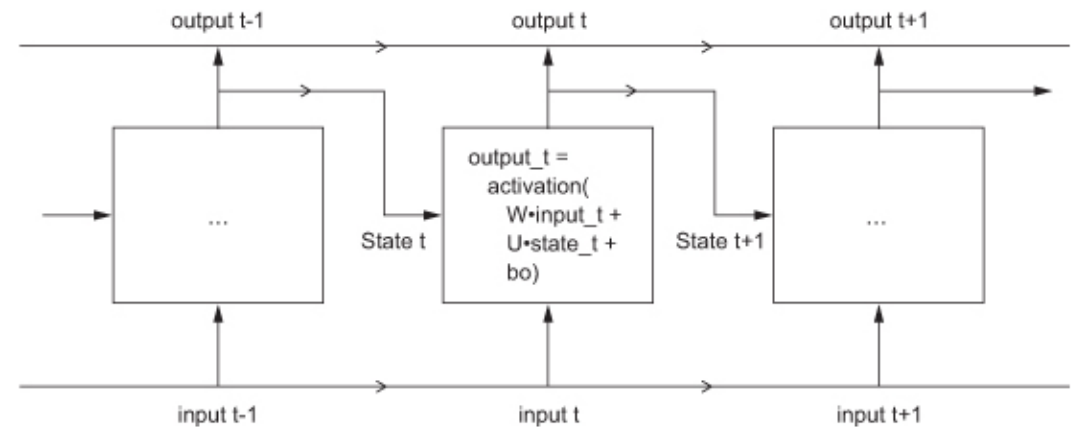 output t-1
output t
output t+1
output_t =
activation(
W•input_t +
U•state_t +
bo)
...
...
State t
State t+1
input t-1
input t
input t+1